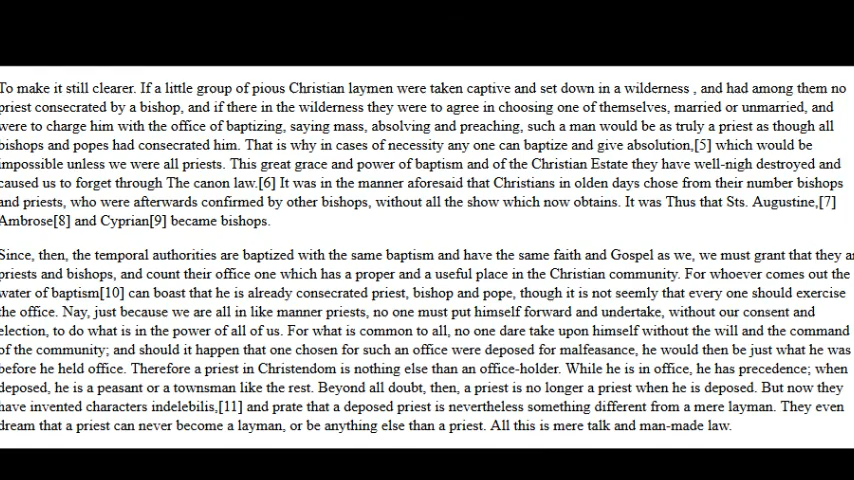 To make it still clearer. If a little group of pious Christian laymen were taken captive and set down in a wilderness , and had among them no
priest consecrated by a bishop, and if there in the wilderness they were to agree in choosing one of themselves, married or unmarried, and
were to charge him with the office of baptizing, saying mass, absolving and preaching, such a man would be as truly a priest as though all
bishops and popes had consecrated him. That is why in cases of necessity any one can baptize and give absolution,[5] which would be
impossible unless we were all priests. This great grace and power of baptism and of the Christian Estate they have well-nigh destroyed and
caused us to forget through The canon law.[6] It was in the manner aforesaid that Christians in olden days chose from their number bishops
and priests, who were afterwards confirmed by other bishops, without all the show which now obtains. It was Thus that Sts. Augustine,[7]
Ambrose[8] and Cyprian[9] became bishops.
Since, then, the temporal authorities are baptized with the same baptism and have the same faith and Gospel as we, we must grant that they ar
priests and bishops, and count their office one which has a proper and a useful place in the Christian community. For whoever comes out the
water of baptism[10] can boast that he is already consecrated priest, bishop and pope, though it is not seemly that every one should exercise
the office. Nay, just because we are all in like manner priests, no one must put himself forward and undertake, without our consent and
election, to do what is in the power of all of us. For what is common to all, no one dare take upon himself without the will and the command
of the community; and should it happen that one chosen for such an office were deposed for malfeasance, he would then be just what he was
before he held office. Therefore a priest in Christendom is nothing else than an office-holder. While he is in office, he has precedence; when
deposed, he is a peasant or a townsman like the rest. Beyond all doubt, then, a priest is no longer a priest when he is deposed. But now they
have invented characters indelebilis,[11] and prate that a deposed priest is nevertheless something different from a mere layman. They even
dream that a priest can never become a layman, or be anything else than a priest. All this is mere talk and man-made law.